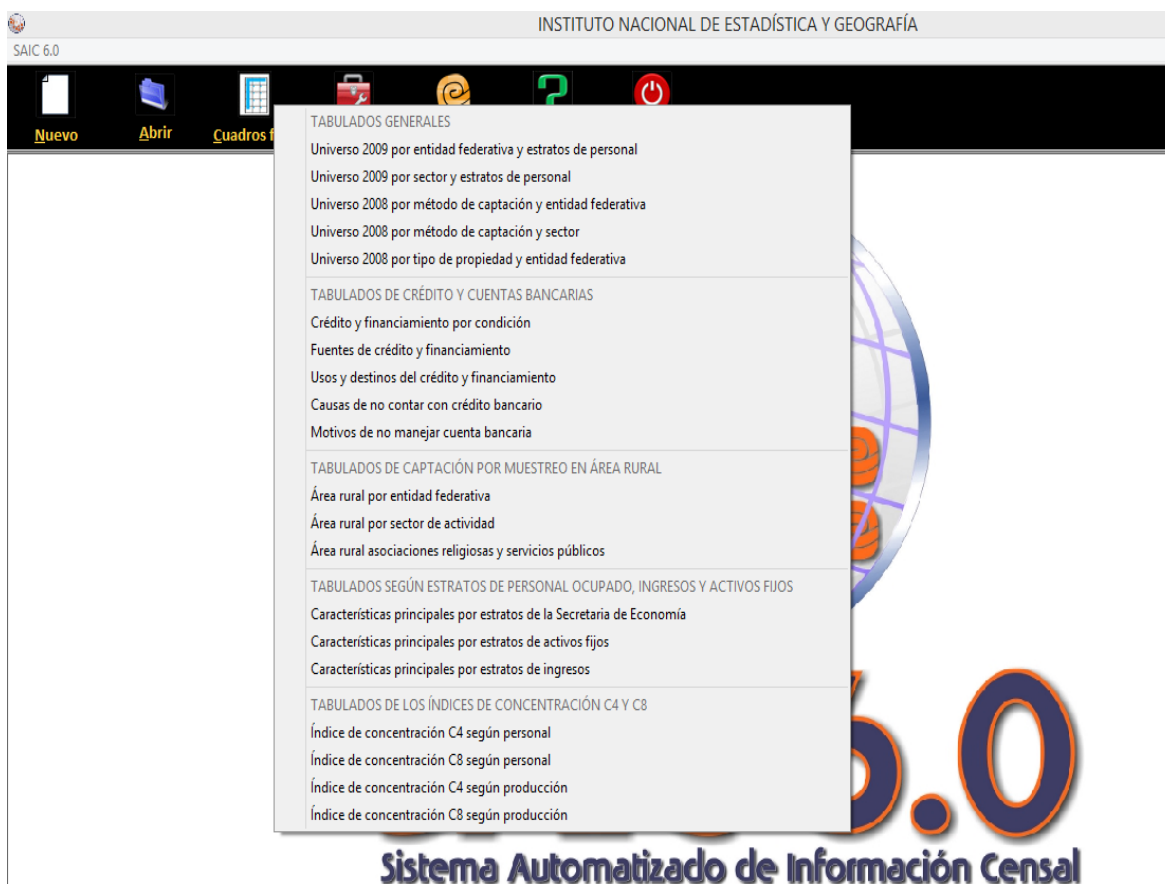 INSTITUTO NACIONAL DE ESTADÍSTICA Y GEOGRAFÍA
SAIC 6.0
Nuevo
Abrir
Cuadros f
TABULADOS GENERALES
Universo 2009 por entidad federativa y estratos de personal
Universo 2009 por sector y estratos de personal
Universo 2008 por método de captación y entidad federativa
Universo 2008 por método de captación y sector
Universo 2008 por tipo de propiedad y entidad federativa
TABULADOS DE CRÉDITO Y CUENTAS BANCARIAS
Crédito y financiamiento por condición
Fuentes de crédito y financiamiento
Usos y destinos del crédito y financiamiento
Causas de no contar con crédito bancario
Motivos de no manejar cuenta bancaria
TABULADOS DE CAPTACIÓN POR MUESTREO EN ÁREA RURAL
Área rural por entidad federativa
Área rural por sector de actividad
Área rural asociaciones religiosas y servicios públicos
TABULADOS SEGÚN ESTRATOS DE PERSONAL OCUPADO, INGRESOS Y ACTIVOS FIJOS
Características principales por estratos de la Secretaria de Economía
Características principales por estratos de activos fijos
Características principales por estratos de ingresos
TABULADOS DE LOS ÍNDICES DE CONCENTRACIÓN C4 Y C8
Índice de concentración C4 según personal
Índice de concentración C8 según personal
Índice de concentración C4 según producción
Índice de concentración C8 según producción
6.0
Sistema Automatizado de Información Censal